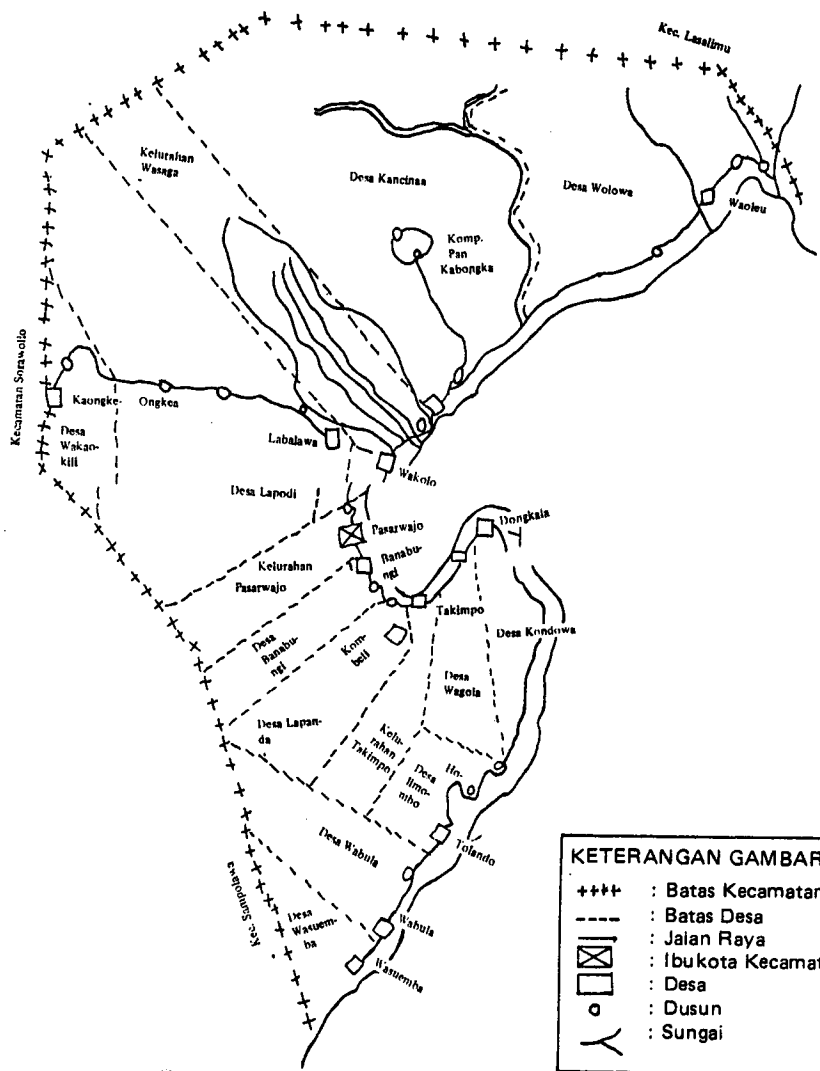 Kec. Lasalimu
Kelurahan
Wasaga
Desa Kancinaa
Desa Wolowa
Waoleu
Komp.
Pan
Kabongka
Kecamatan Sorawolio
Kaongke-
Ongkea
Desa
Wakao-
kili
Labalawa
Wakolo
Desa Lapodi
Pasarwajo
Dongkala
Kelurahan
Pasarwajo
Banabu-
ngi
Takimpo
Desa Kondowa
Desa
Banabu-
ngi
Kom-
beli
Desa
Wagola
Desa Lapan-
da
Kelu-
rahan
Takimpo
Desa
Ho-
limo-
mbo
Tolando
Desa Wabula
Kec. Sampolawa
Desa
Wasuem-
ba
Wabula
Wasuemba
KETERANGAN GAMBAR
: Batas Kecamatan
: Batas Desa
: Jalan Raya
: Ibukota Kecamat
: Desa
: Dusun
: Sungai